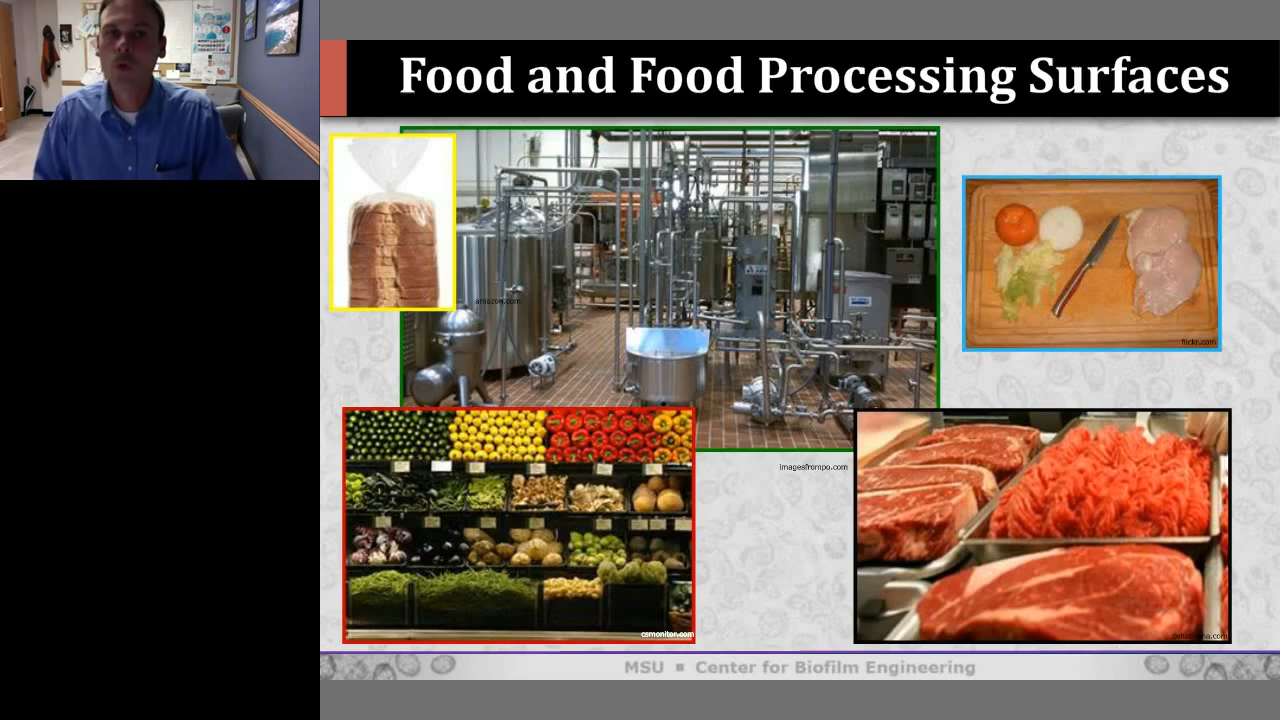 Food and Food Processing Surfaces
amazon.com
flickr.com
imagesfrompo.com
csmonitor.com
MSU ▪ Center for Biofilm Engineering